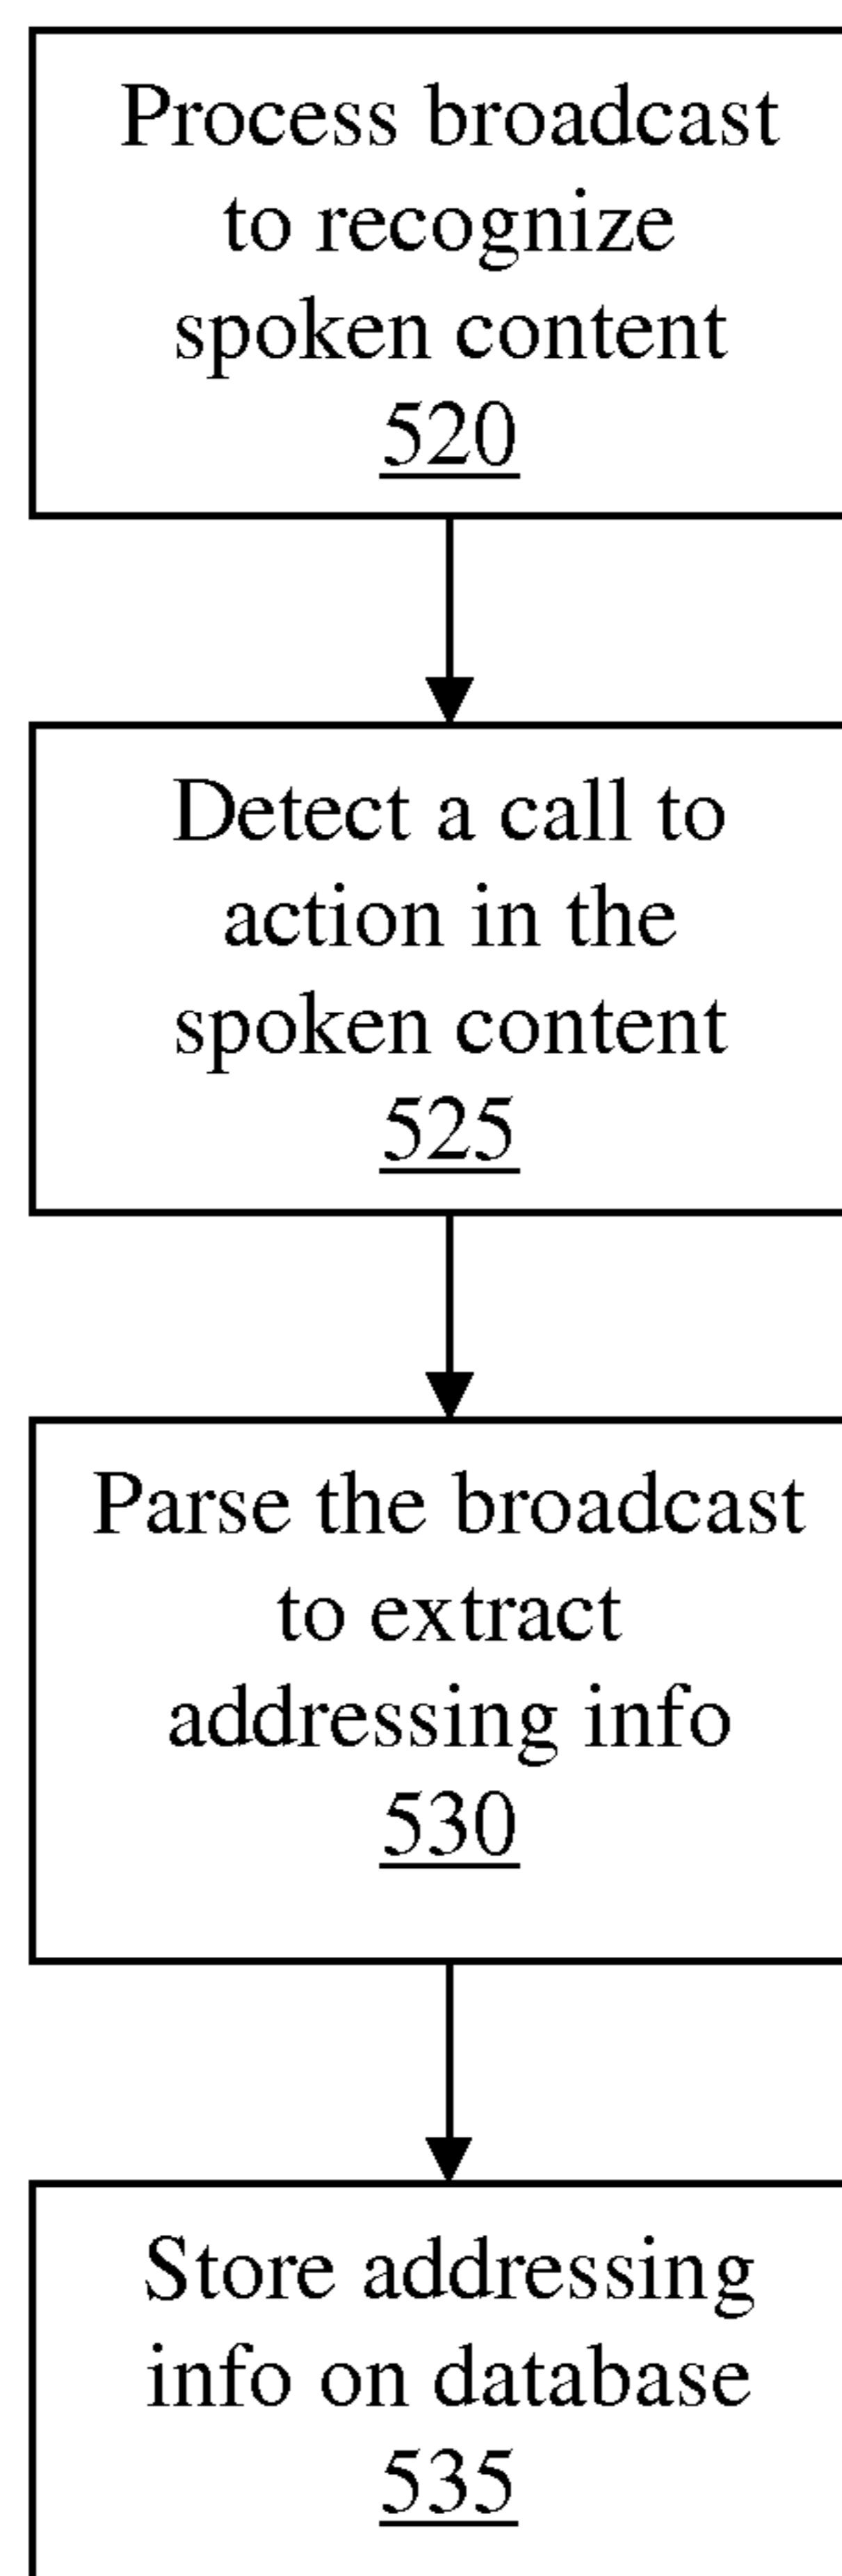 Process broadcast
to recognize
spoken content
520
Detect a call to
action in the
spoken content
525
Parse the broadcast
to extract
addressing info
530
Store addressing
info on database
535